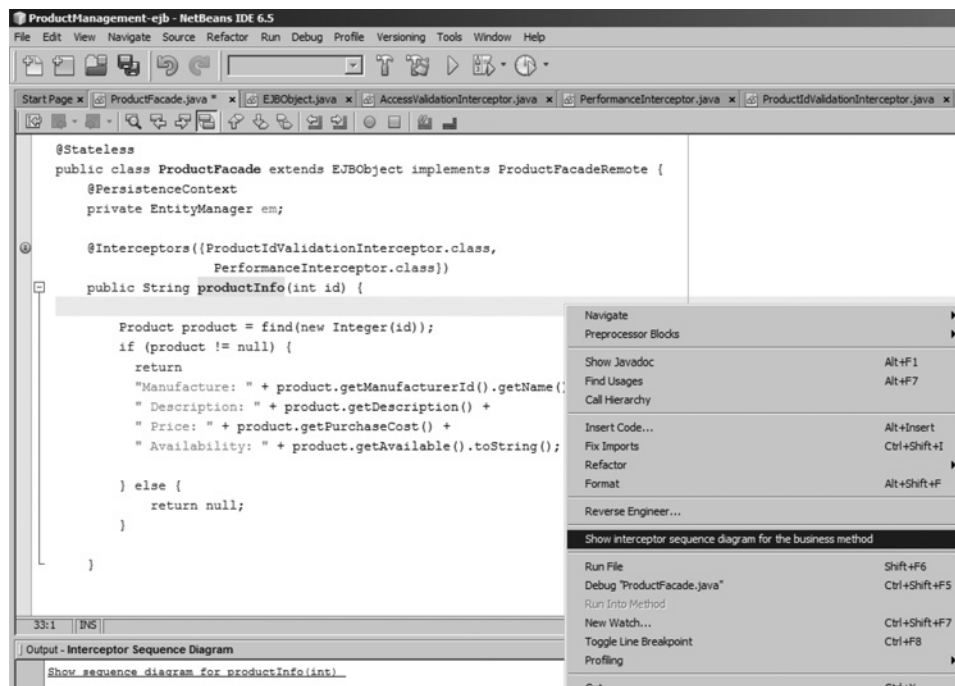 ProductManagement-ejb - NetBeans IDE 6.5
File Edit View Navigate Source Refactor Run Debug Profile Versioning Tools Window Help
Start Page x ProductFacade.java * x EJBObject.java x AccessValidationInterceptor.java x PerformanceInterceptor.java x ProductIdValidationInterceptor.java x
@Stateless
public class ProductFacade extends EJBObject implements ProductFacadeRemote {
@PersistenceContext
private EntityManager em;
@Interceptors({ProductIdValidationInterceptor.class,
PerformanceInterceptor.class})
public String productInfo(int id) {
Product product = find(new Integer(id));
if (product != null) {
return
"Manufacture: " + product.getManufacturerId().getName()
" Description: " + product.getDescription() +
" Price: " + product.getPurchaseCost() +
" Availability: " + product.getAvailable().toString();
} else {
return null;
}
}
Navigate
Preprocessor Blocks
Show Javadoc Alt+F1
Find Usages Alt+F7
Call Hierarchy
Insert Code... Alt+Insert
Fix Imports Ctrl+Shift+I
Refactor
Format Alt+Shift+F
Reverse Engineer...
Show interceptor sequence diagram for the business method
Run File Shift+F6
Debug "ProductFacade.java" Ctrl+Shift+F5
Run Into Method
New Watch... Ctrl+Shift+F7
Toggle Line Breakpoint Ctrl+F8
Profiling
33:1 INS
Output - Interceptor Sequence Diagram
Show sequence diagram for productInfo(int)